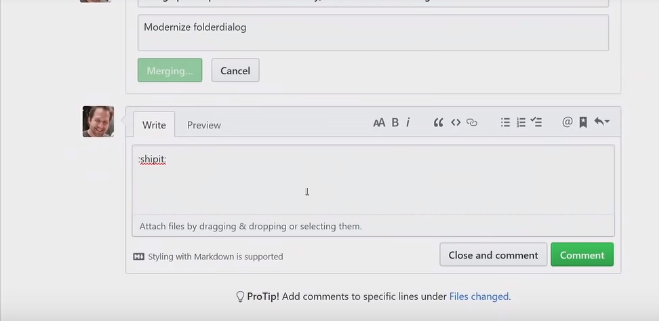 Modernize folderdialog
Merging...
Cancel
Write
Preview
AA B i
:shipit:
Attach files by dragging & dropping or selecting them.
Styling with Markdown is supported
Close and comment
Comment
ProTip! Add comments to specific lines under Files changed.